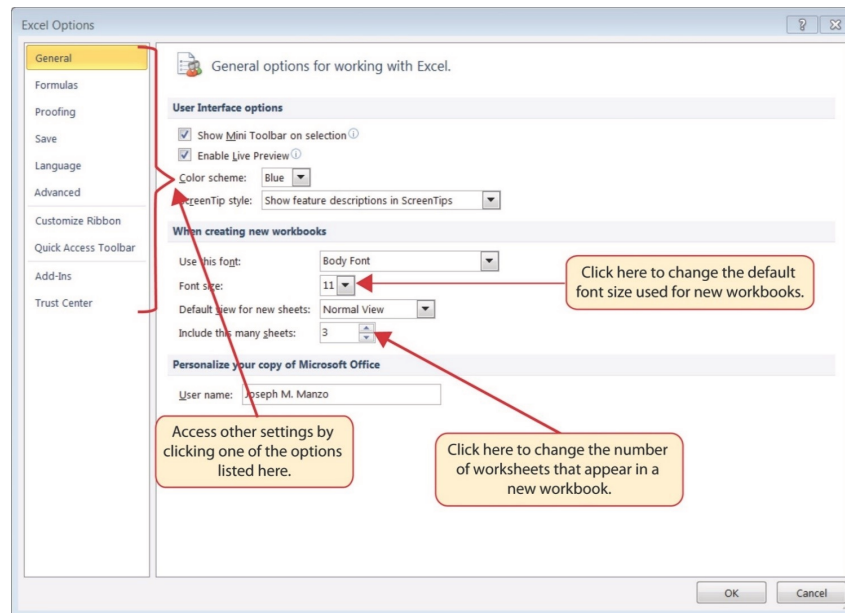 Excel Options
General
Formulas
Proofing
Save
Language
Advanced
Customize Ribbon
Quick Access Toolbar
Add-Ins
Trust Center
General options for working with Excel.
User Interface options
Show Mini Toolbar on selection
Enable Live Preview
Color scheme: Blue
ScreenTip style: Show feature descriptions in ScreenTips
When creating new workbooks
Use this font: Body Font
Font size: 11
Default view for new sheets: Normal View
Include this many sheets: 3
Click here to change the default
font size used for new workbooks.
Personalize your copy of Microsoft Office
User name: Joseph M. Manzo
Access other settings by
clicking one of the options
listed here.
Click here to change the number
of worksheets that appear in a
new workbook.
OK
Cancel